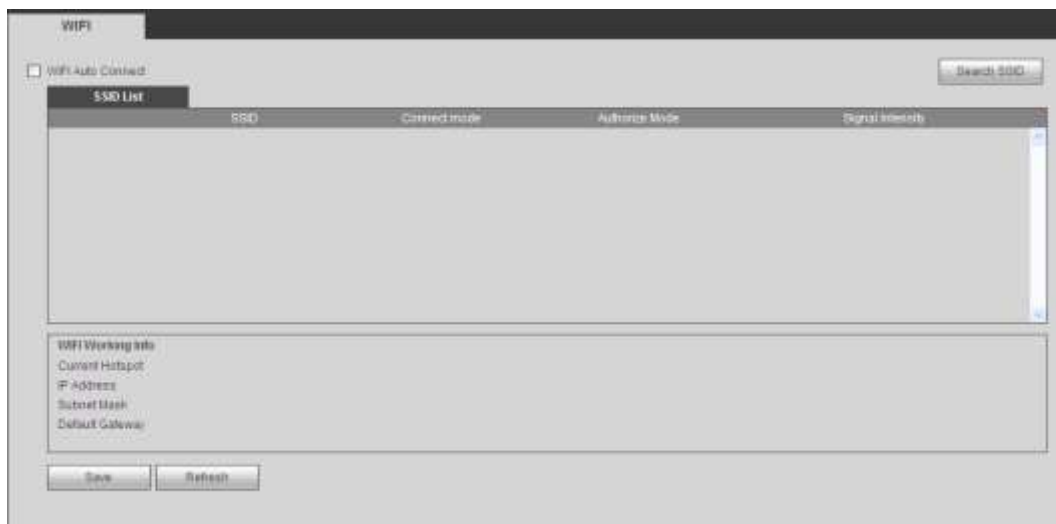 WIFI
WIFI Auto Connect
Search SSID
SSID List
SSID Connect mode Authorize Mode Signal Intensity
WIFI Working Info
Current Hotspot
IP Address
Subnet Mask
Default Gateway
Save Refresh